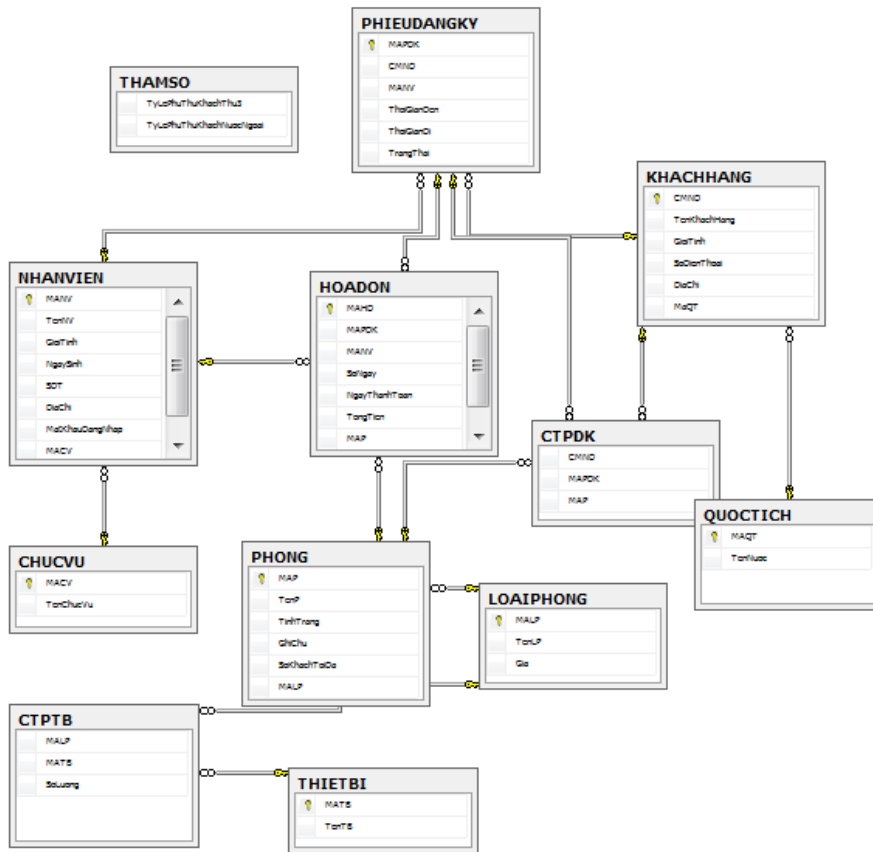 PHIEUDANGKY
MAPDK
CMND
MANV
ThoiGianDen
ThoiGianDi
TrangThai
THAMSO
TyLePhuThuKhachThu3
TyLePhuThuKhachNuocNgoai
KHACHHANG
CMND
TenKhachHang
GioiTinh
SoDienThoai
DiaChi
MaQT
NHANVIEN
MANV
TenNV
GioiTinh
NgaySinh
SDT
DiaChi
MatKhauDangNhap
MACV
HOADON
MAHD
MAPDK
MANV
SoNgay
NgayThanhToan
TongTien
MAP
CTPDK
CMND
MAPDK
MAP
QUOCTICH
MAQT
TenNuoc
CHUCVU
MACV
TenChucVu
PHONG
MAP
TenP
TinhTrang
GhiChu
SoKhachToiDa
MALP
LOAIPHONG
MALP
TenLP
Gia
CTPTB
MALP
MATB
SoLuong
THIETBI
MATB
TenTB